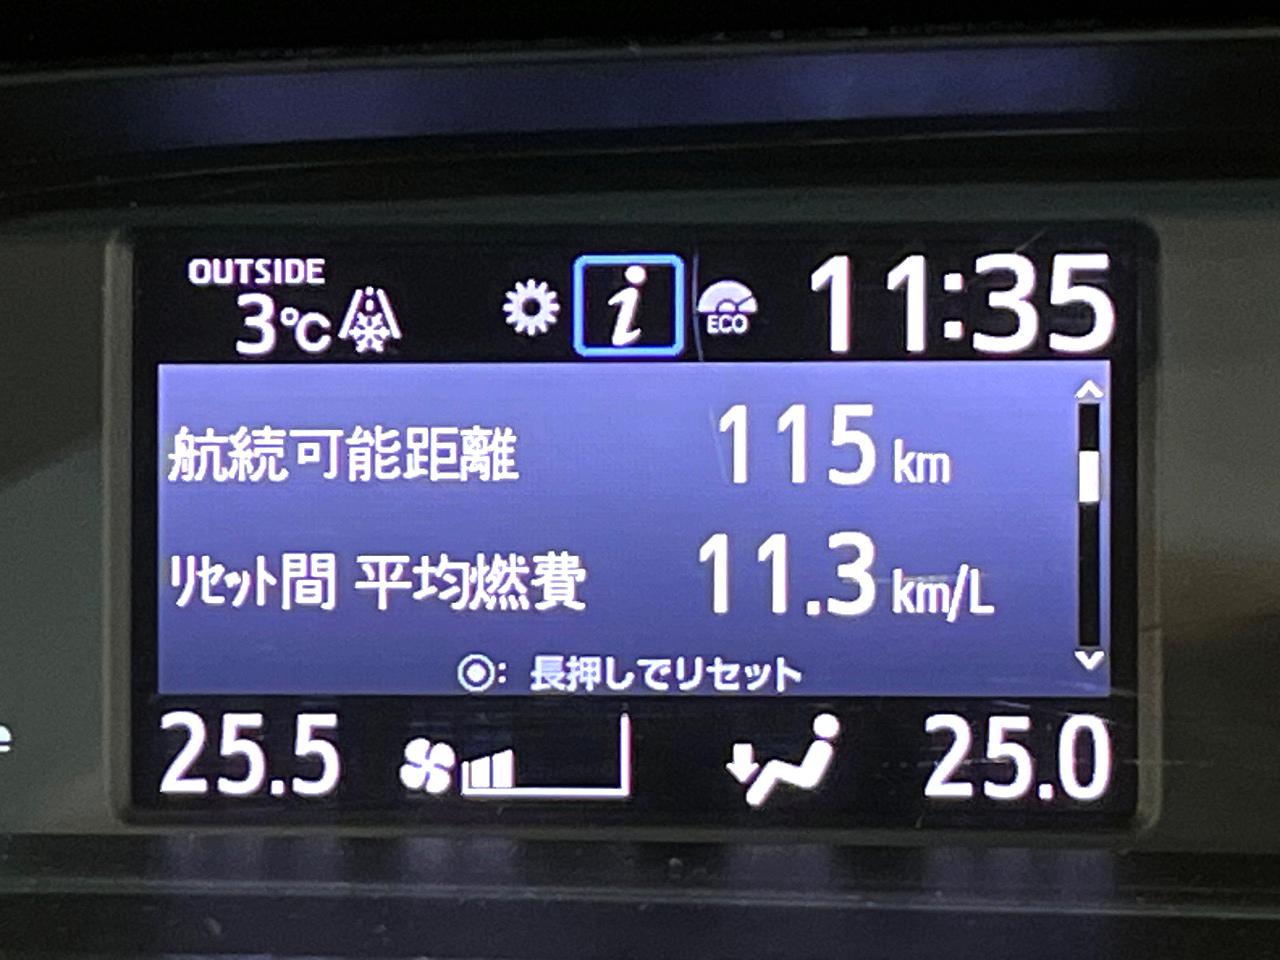 OUTSIDE
3℃
i
ECO
11:35
航続可能距離 115 km
リセット間 平均燃費 11.3 km/L
◉: 長押しでリセット
25.5
25.0
e